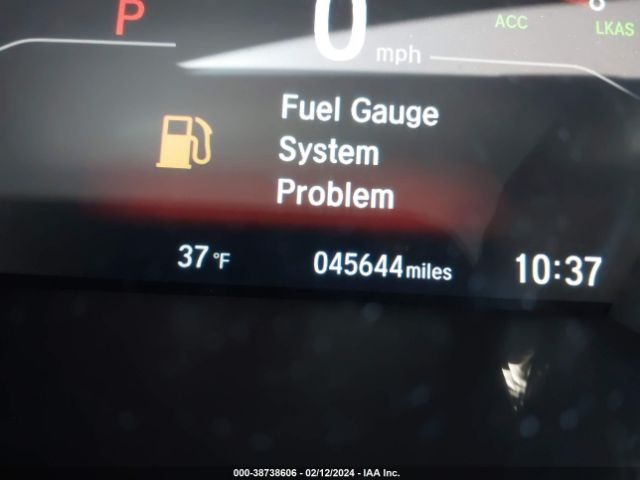 P
0
mph
8
ACC
LKAS
Fuel Gauge
System
Problem
37 °F
045644 miles
10:37
000-38738606 - 02/12/2024 - IAA Inc.